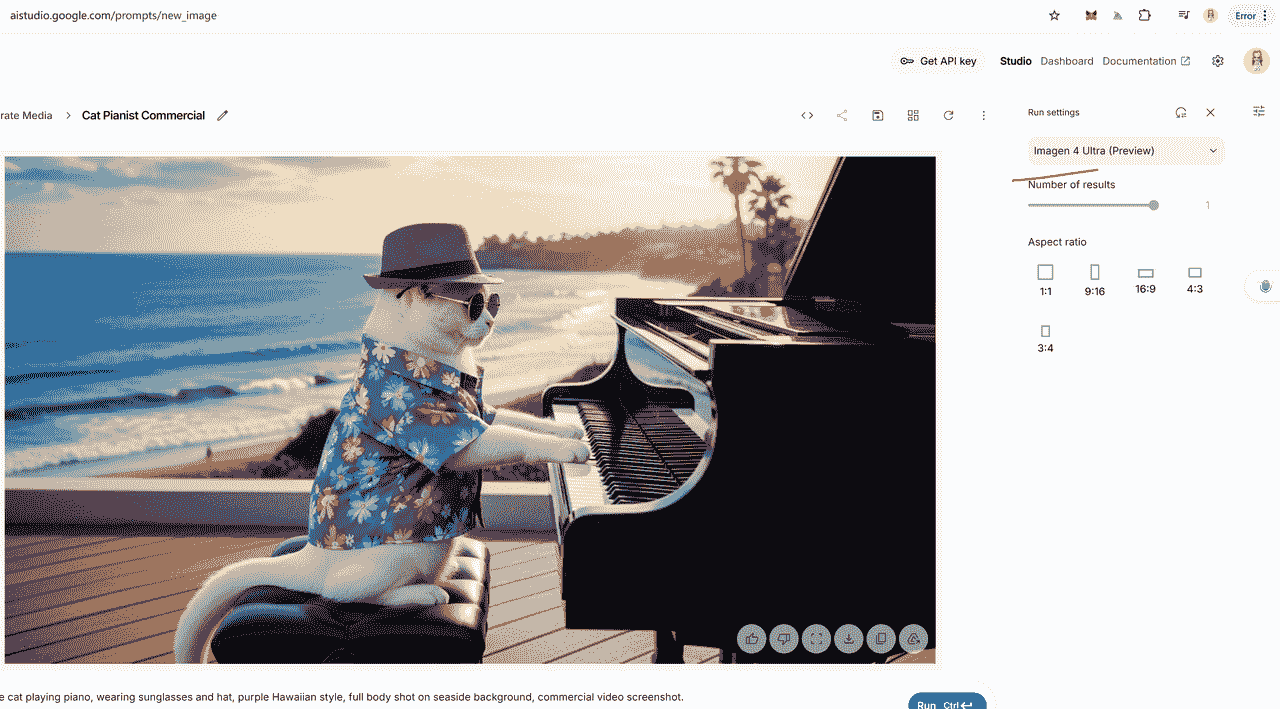 aistudio.google.com/prompts/new_image
Error
Get API key
Studio
Dashboard
Documentation
rate Media
Cat Pianist Commercial
Run settings
Imagen 4 Ultra (Preview)
Number of results
1
Aspect ratio
1:1
9:16
16:9
4:3
3:4
e cat playing piano, wearing sunglasses and hat, purple Hawaiian style, full body shot on seaside background, commercial video screenshot.
Run Ctrl